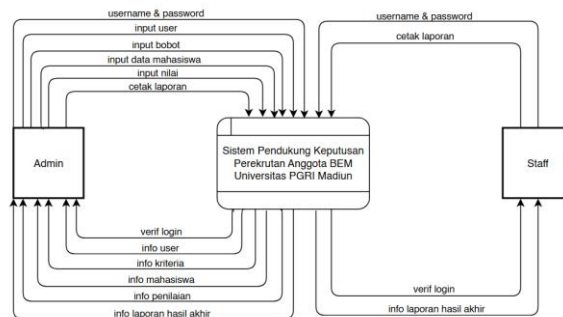 username & password
input user
input bobot
input data mahasiswa
input nilai
cetak laporan
Admin
verif login
info user
info kriteria
info mahasiswa
info penilaian
info laporan hasil akhir
Sistem Pendukung Keputusan
Perekrutan Anggota BEM
Universitas PGRI Madiun
username & password
cetak laporan
Staff
verif login
info laporan hasil akhir